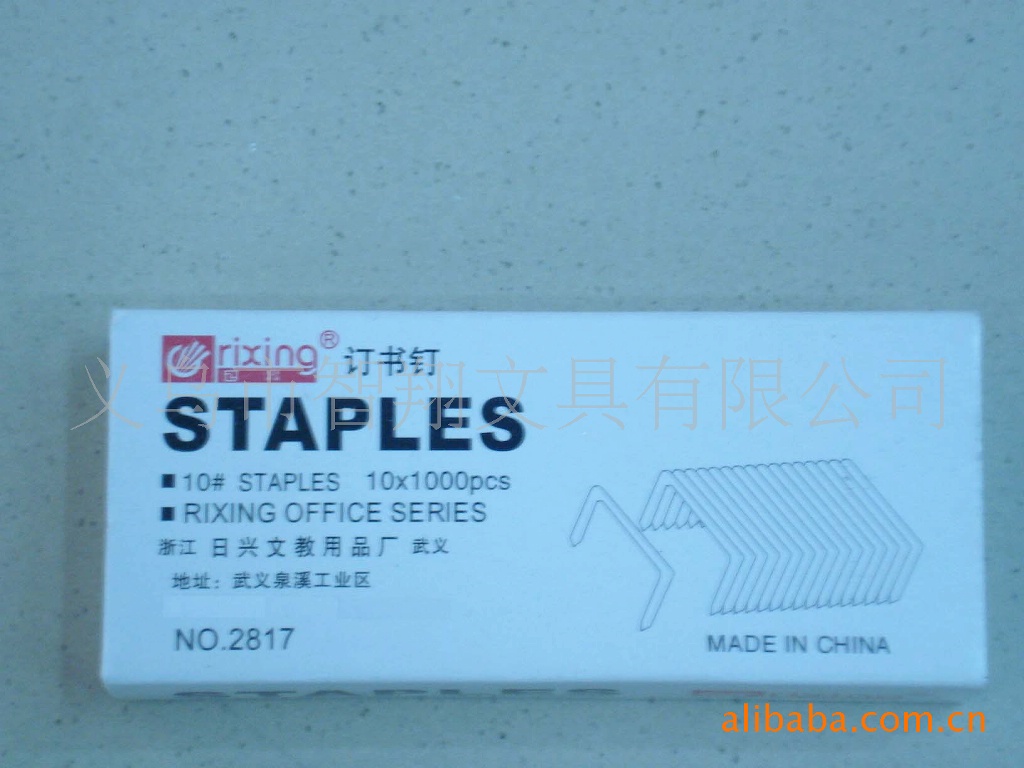 rixing® 订书钉
义乌市智翔文具有限公司
STAPLES
■ 10# STAPLES 10x1000pcs
■ RIXING OFFICE SERIES
浙江 日兴文教用品厂 武义
地址：武义泉溪工业区
NO.2817
MADE IN CHINA
STAPLES
rixing
alibaba.com.cn